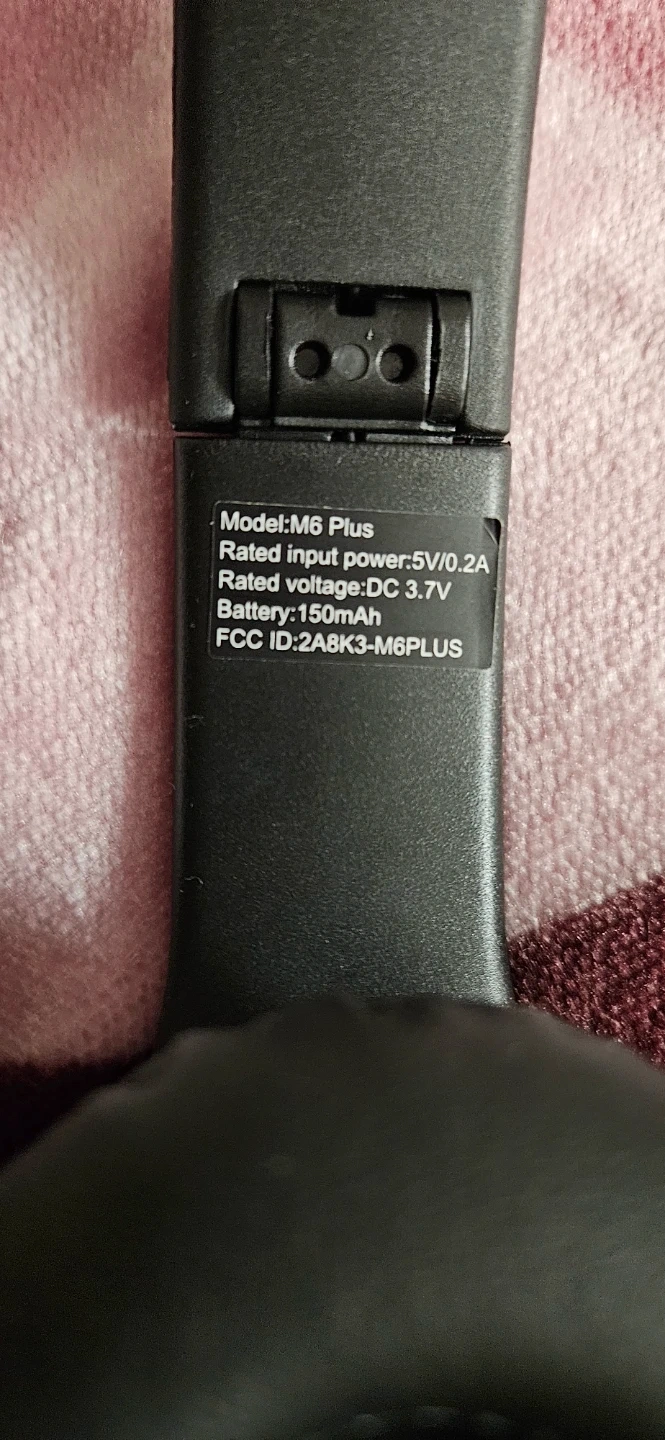 Model:M6 Plus
Rated input power:5V/0.2A
Rated voltage:DC 3.7V
Battery:150mAh
FCC ID:2A8K3-M6PLUS